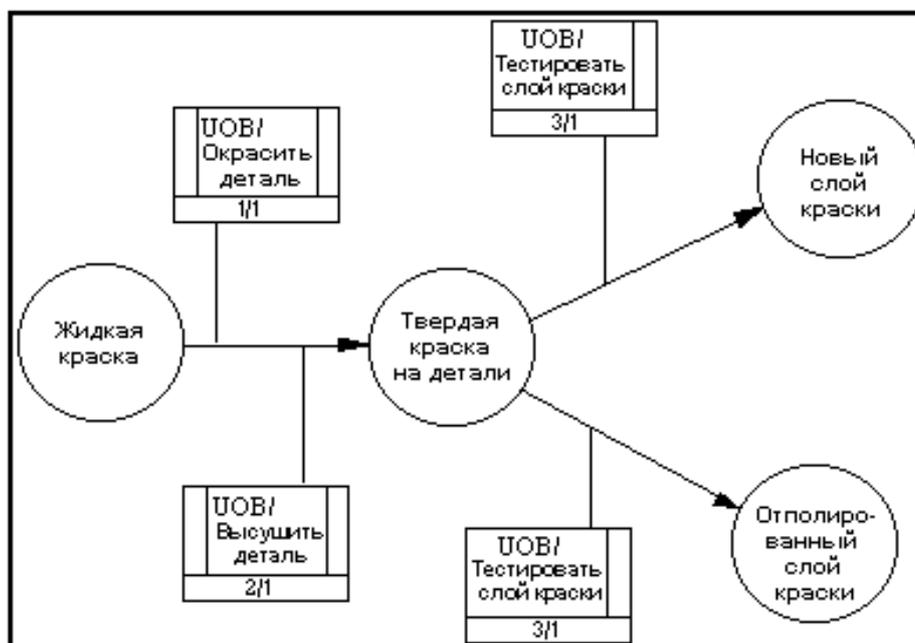 UOB/
Тестировать
слой краски
3/1
UOB/
Окрасить
деталь
1/1
Новый
слой
краски
Жидкая
краска
Твердая
краска
на детали
UOB/
Высушить
деталь
2/1
UOB/
Тестировать
слой краски
3/1
Отполиро-
ванный
слой
краски